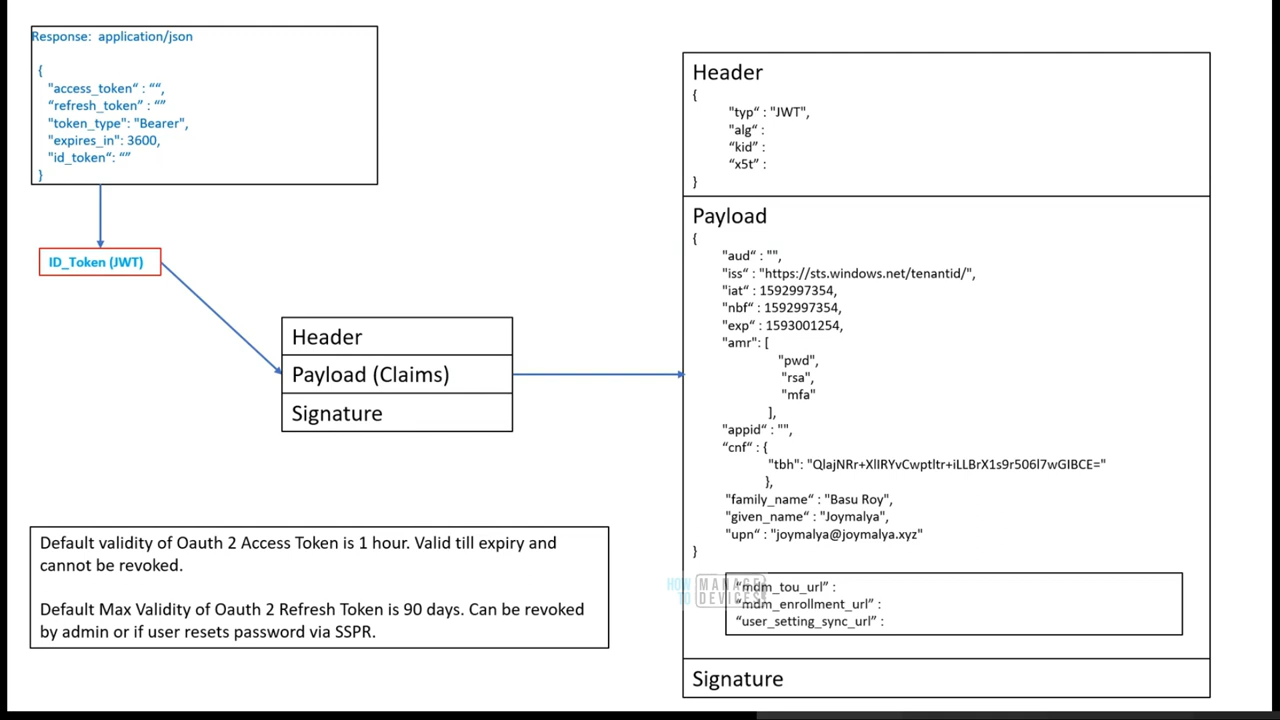 Response: application/json
{
"access_token“ : ““,
“refresh_token” : “”
"token_type": "Bearer",
"expires_in": 3600,
"id_token“: “”
}
ID_Token (JWT)
Header
Payload (Claims)
Signature
Default validity of Oauth 2 Access Token is 1 hour. Valid till expiry and
cannot be revoked.
Default Max Validity of Oauth 2 Refresh Token is 90 days. Can be revoked
by admin or if user resets password via SSPR.
Header
{
"typ“ : "JWT",
"alg“ :
“kid” :
“x5t” :
}
Payload
{
"aud“ : "",
"iss“ : "https://sts.windows.net/tenantid/",
"iat“ : 1592997354,
"nbf“ : 1592997354,
"exp“ : 1593001254,
"amr": [
"pwd",
"rsa",
"mfa"
],
"appid“ : "",
“cnf“ : {
"tbh": "QlajNRr+XlIRYvCwptltr+iLLBrX1s9r506l7wGIBCE="
},
"family_name“ : "Basu Roy",
"given_name“ : "Joymalya",
"upn“ : "joymalya@joymalya.xyz"
}
“mdm_tou_url” :
“mdm_enrollment_url” :
“user_setting_sync_url” :
HOW MANAGE
TO DEVICES
Signature